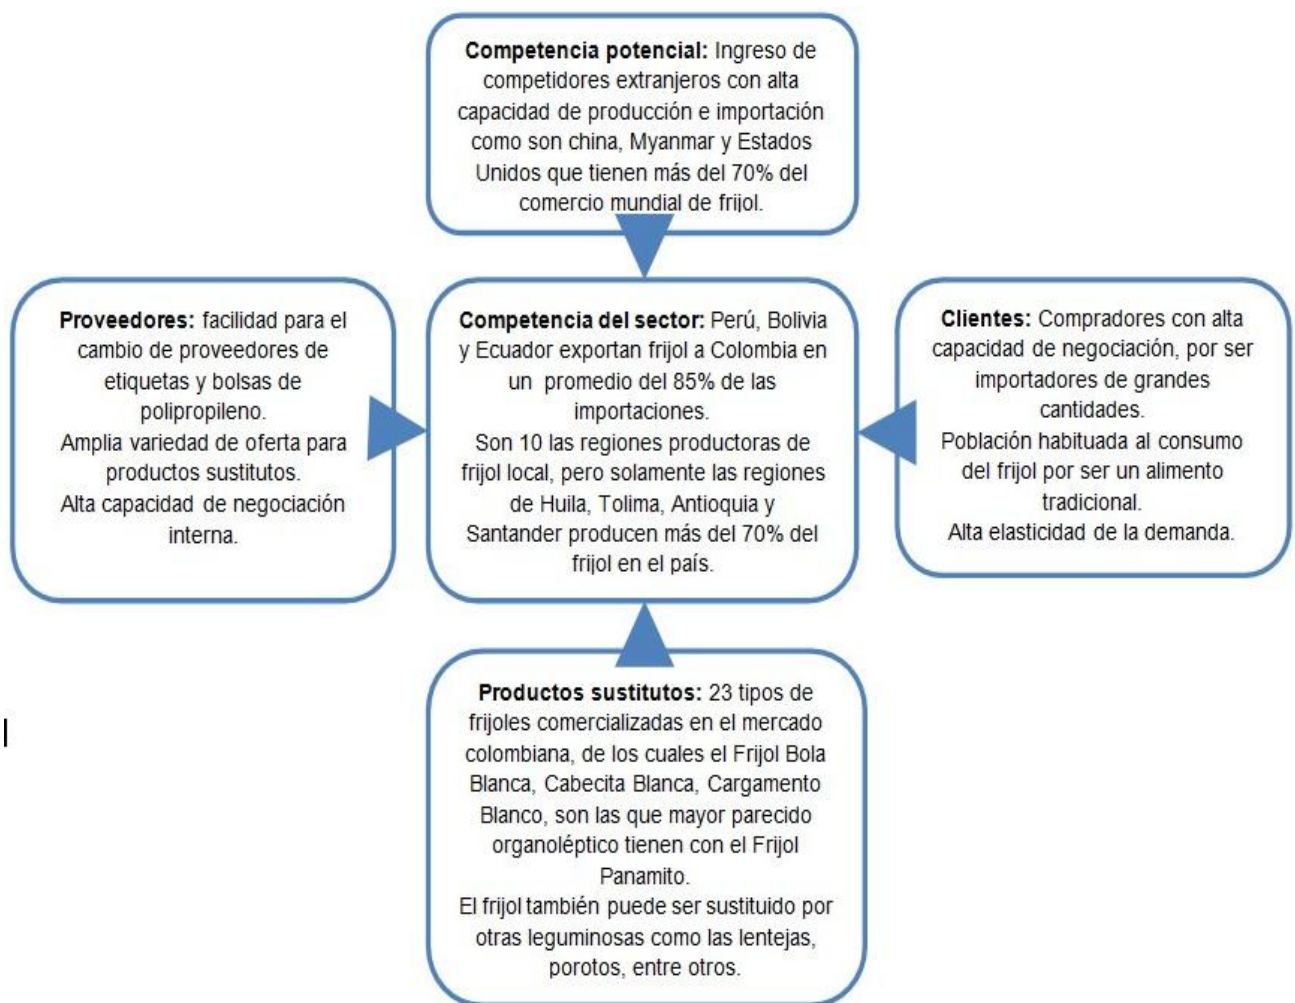 Competencia potencial: Ingreso de
competidores extranjeros con alta
capacidad de producción e importación
como son china, Myanmar y Estados
Unidos que tienen más del 70% del
comercio mundial de frijol.
Proveedores: facilidad para el
cambio de proveedores de
etiquetas y bolsas de
polipropileno.
Amplia variedad de oferta para
productos sustitutos.
Alta capacidad de negociación
interna.
Competencia del sector: Perú, Bolivia
y Ecuador exportan frijol a Colombia en
un promedio del 85% de las
importaciones.
Son 10 las regiones productoras de
frijol local, pero solamente las regiones
de Huila, Tolima, Antioquia y
Santander producen más del 70% del
frijol en el país.
Clientes: Compradores con alta
capacidad de negociación, por ser
importadores de grandes
cantidades.
Población habituada al consumo
del frijol por ser un alimento
tradicional.
Alta elasticidad de la demanda.
Productos sustitutos: 23 tipos de
frijoles comercializadas en el mercado
colombiana, de los cuales el Frijol Bola
Blanca, Cabecita Blanca, Cargamento
Blanco, son las que mayor parecido
organoléptico tienen con el Frijol
Panamito.
El frijol también puede ser sustituido por
otras leguminosas como las lentejas,
porotos, entre otros.